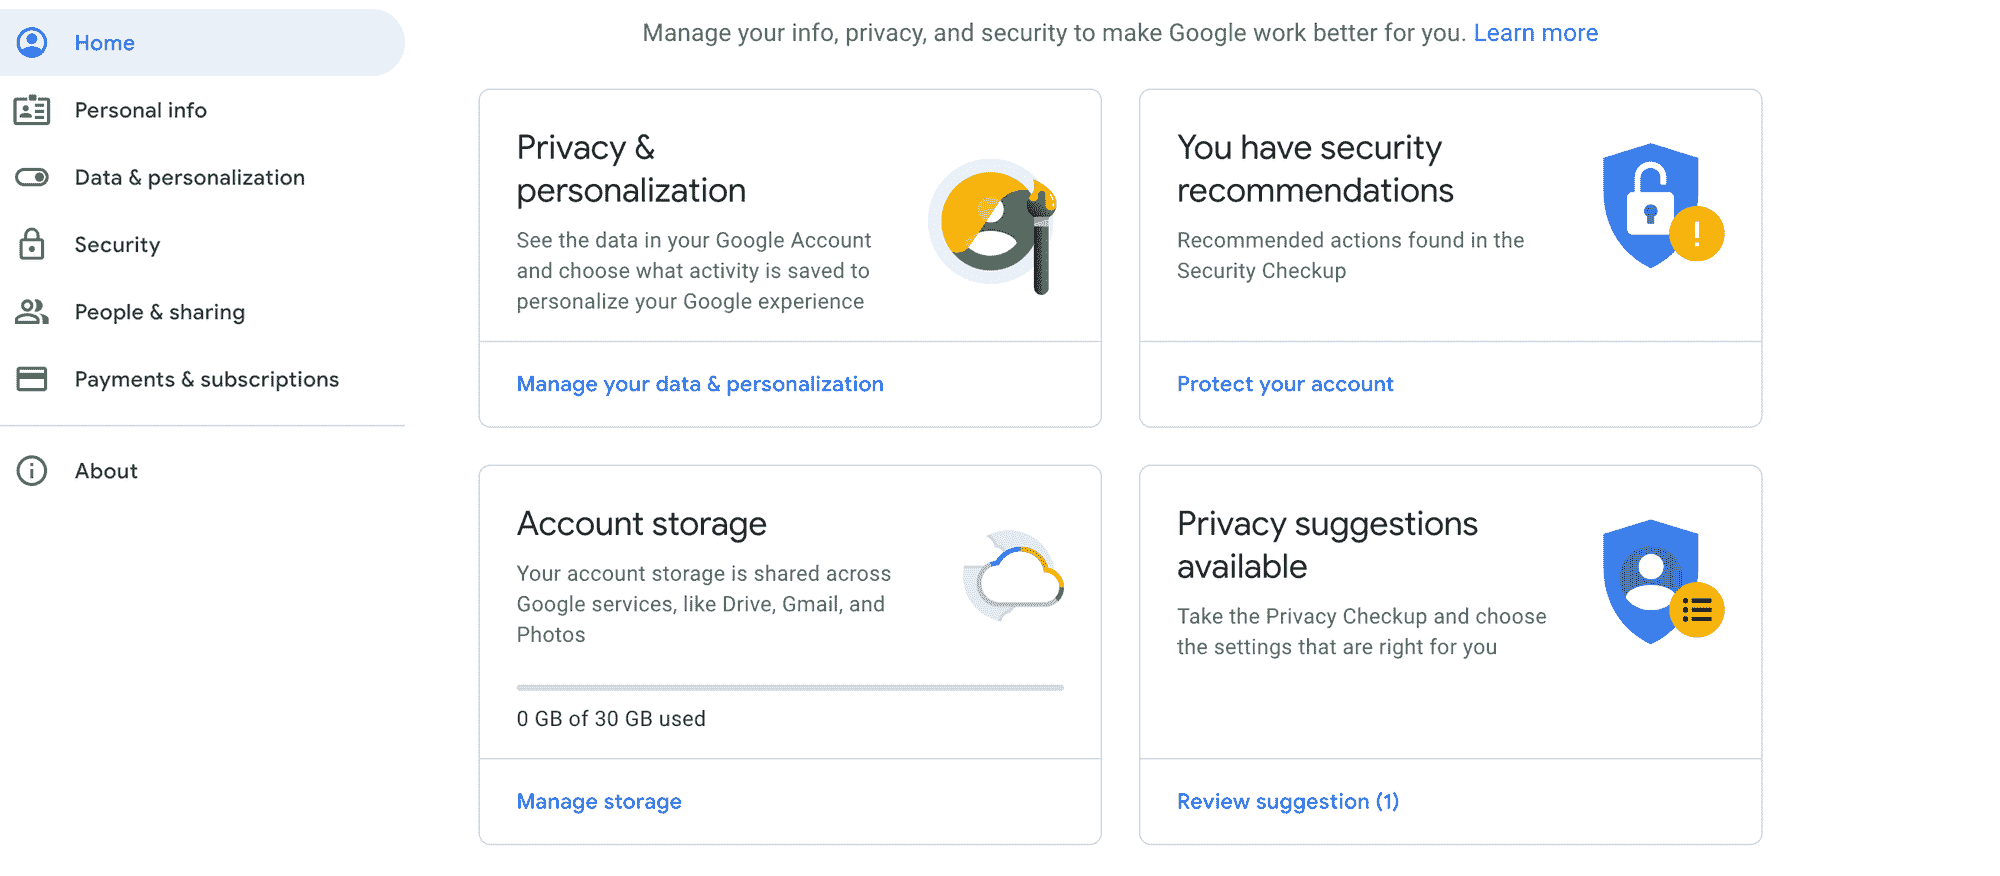 Home
Personal info
Data & personalization
Security
People & sharing
Payments & subscriptions
About
Manage your info, privacy, and security to make Google work better for you. Learn more
Privacy &
personalization
See the data in your Google Account
and choose what activity is saved to
personalize your Google experience
Manage your data & personalization
You have security
recommendations
Recommended actions found in the
Security Checkup
Protect your account
Account storage
Your account storage is shared across
Google services, like Drive, Gmail, and
Photos
0 GB of 30 GB used
Manage storage
Privacy suggestions
available
Take the Privacy Checkup and choose
the settings that are right for you
Review suggestion (1)